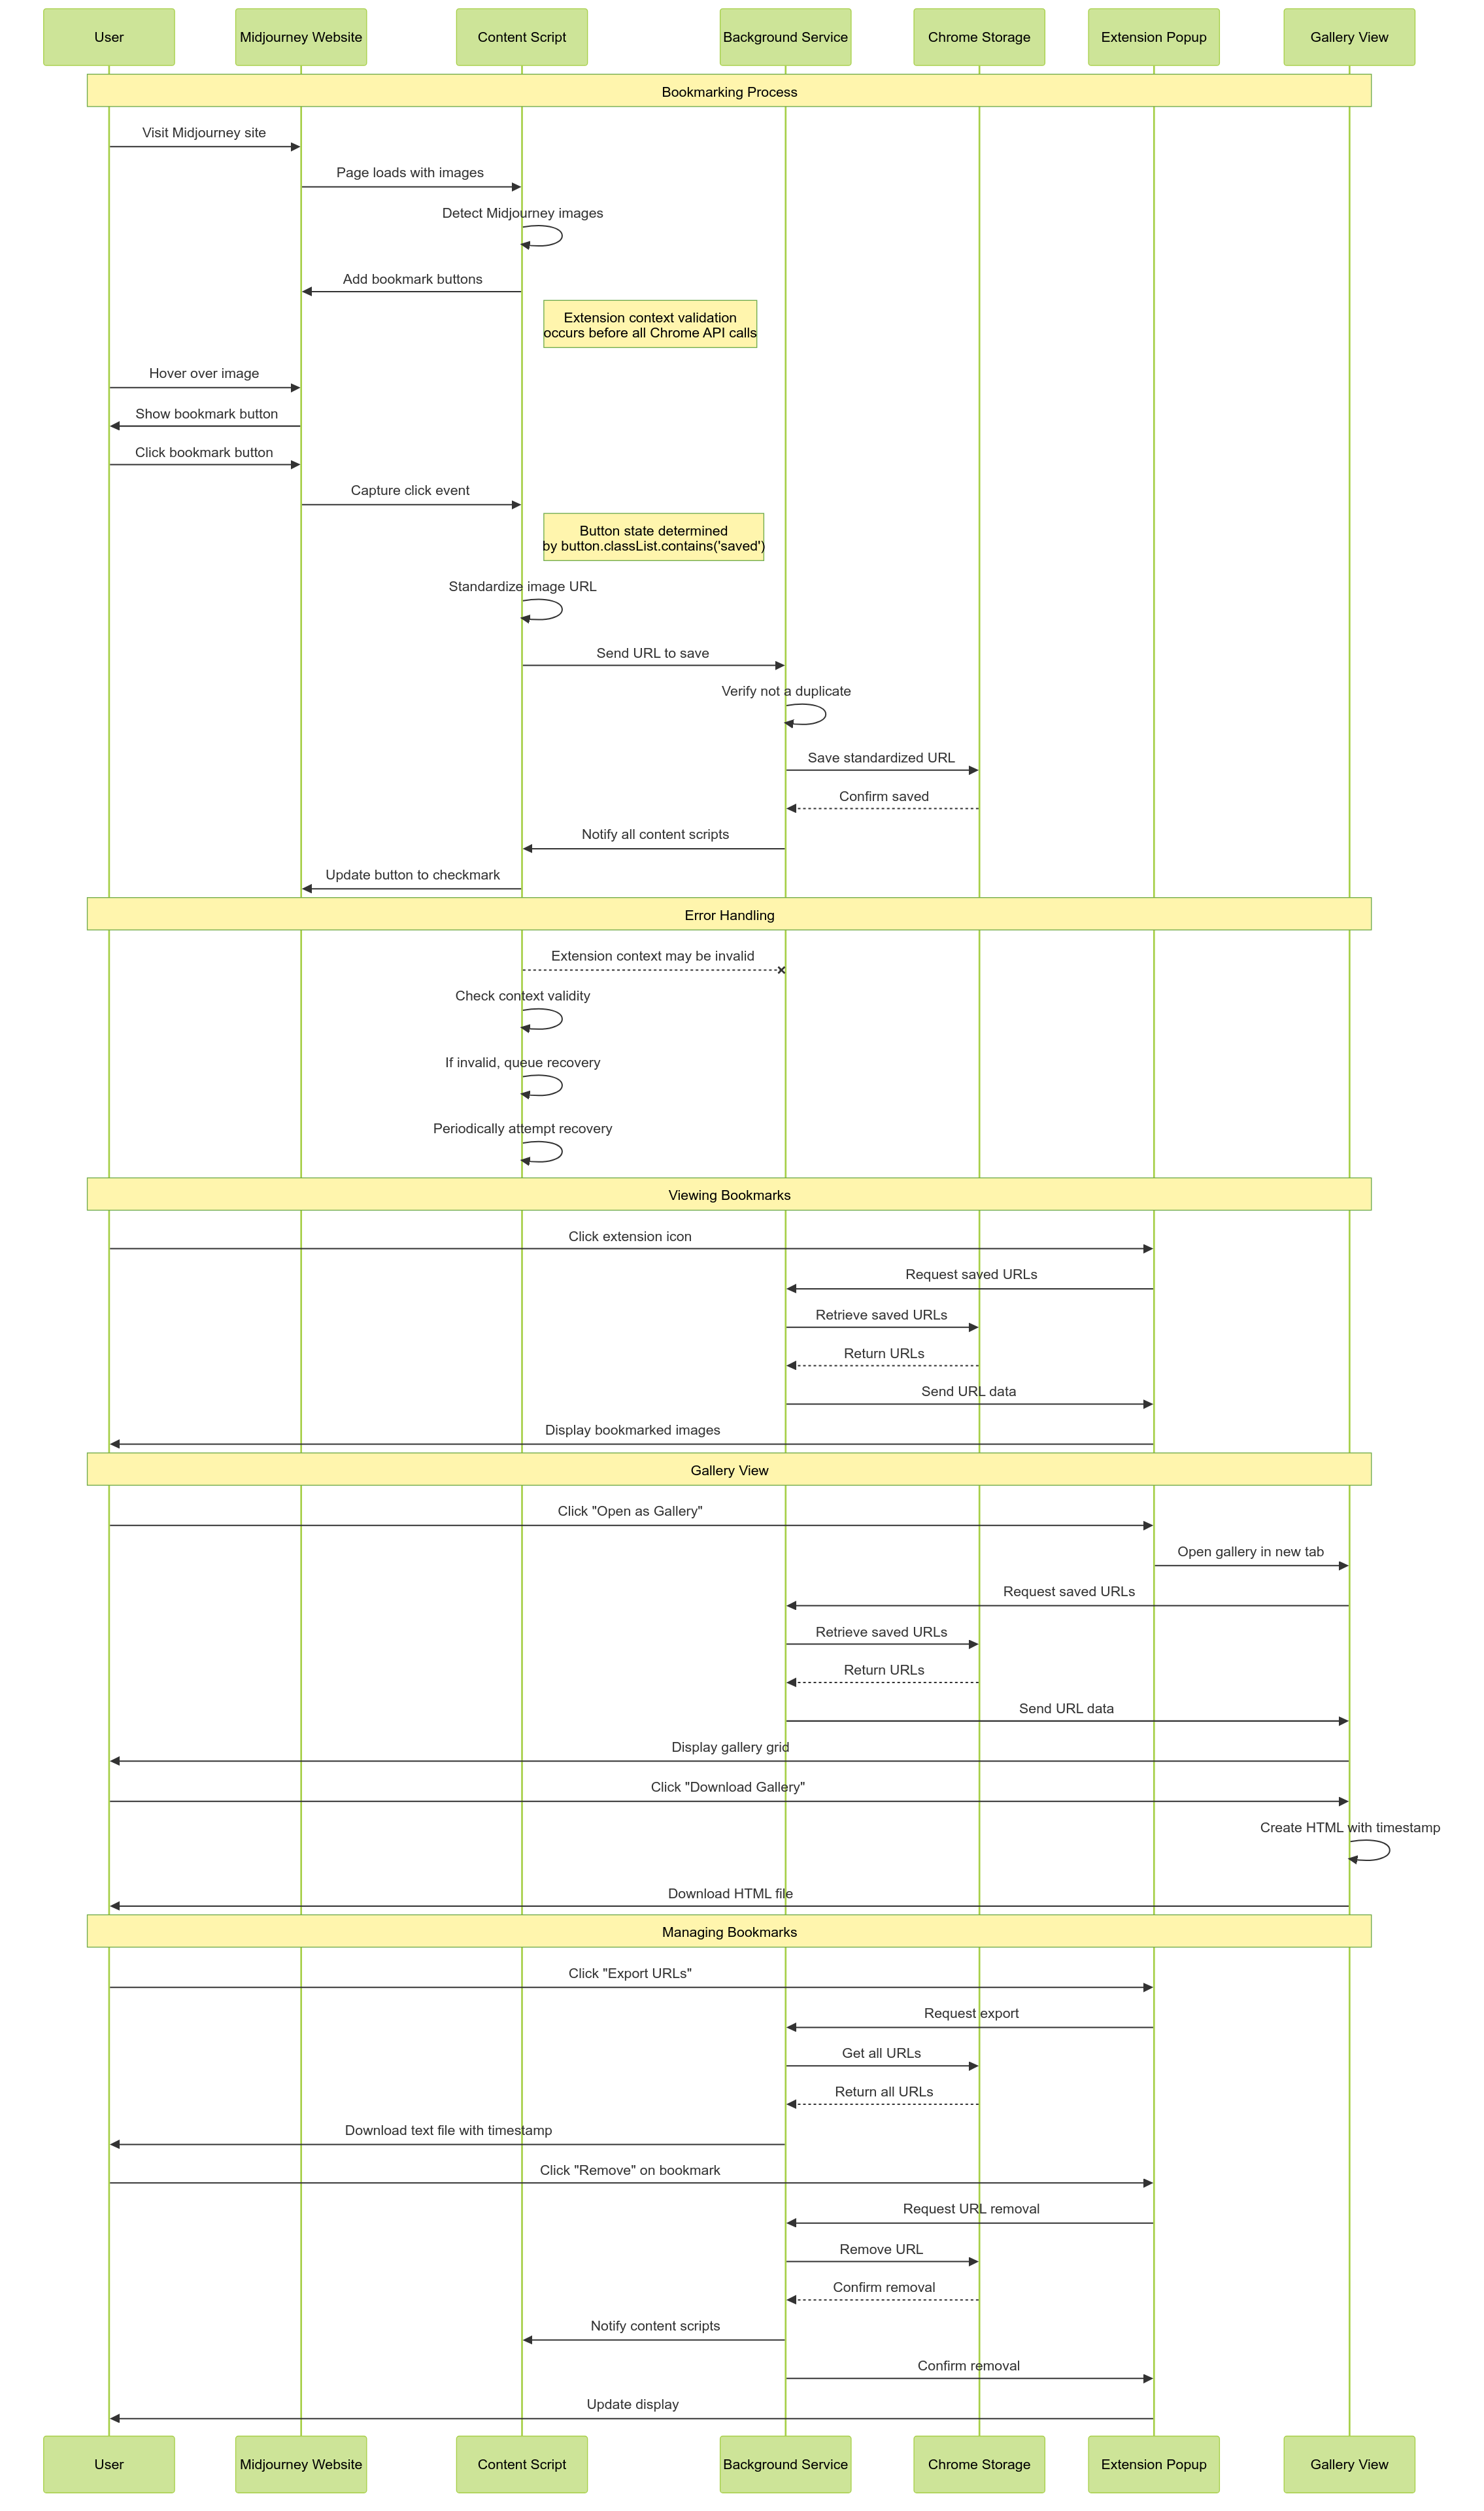 User
Midjourney Website
Content Script
Background Service
Chrome Storage
Extension Popup
Gallery View
Bookmarking Process
Visit Midjourney site
Page loads with images
Detect Midjourney images
Add bookmark buttons
Extension context validation
occurs before all Chrome API calls
Hover over image
Show bookmark button
Click bookmark button
Capture click event
Button state determined
by button.classList.contains('saved')
Standardize image URL
Send URL to save
Verify not a duplicate
Save standardized URL
Confirm saved
Notify all content scripts
Update button to checkmark
Error Handling
Extension context may be invalid
Check context validity
If invalid, queue recovery
Periodically attempt recovery
Viewing Bookmarks
Click extension icon
Request saved URLs
Retrieve saved URLs
Return URLs
Send URL data
Display bookmarked images
Gallery View
Click "Open as Gallery"
Open gallery in new tab
Request saved URLs
Retrieve saved URLs
Return URLs
Send URL data
Display gallery grid
Click "Download Gallery"
Create HTML with timestamp
Download HTML file
Managing Bookmarks
Click "Export URLs"
Request export
Get all URLs
Return all URLs
Download text file with timestamp
Click "Remove" on bookmark
Request URL removal
Remove URL
Confirm removal
Notify content scripts
Confirm removal
Update display
User
Midjourney Website
Content Script
Background Service
Chrome Storage
Extension Popup
Gallery View